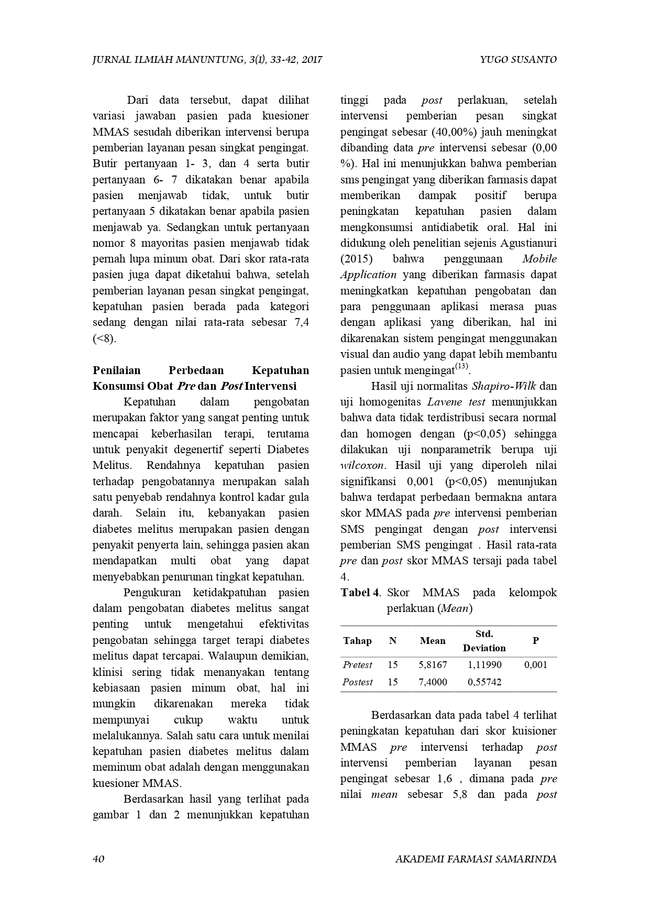 JURNAL ILMIAH MANUNTUNG, 3(1), 33-42, 2017 YUGO SUSANTO
Dari data tersebut, dapat dilihat
variasi jawaban pasien pada kuesioner
MMAS sesudah diberikan intervensi berupa
pemberian layanan pesan singkat pengingat.
Butir pertanyaan 1- 3, dan 4 serta butir
pertanyaan 6- 7 dikatakan benar apabila
pasien menjawab tidak, untuk butir
pertanyaan 5 dikatakan benar apabila pasien
menjawab ya. Sedangkan untuk pertanyaan
nomor 8 mayoritas pasien menjawab tidak
pernah lupa minum obat. Dari skor rata-rata
pasien juga dapat diketahui bahwa, setelah
pemberian layanan pesan singkat pengingat,
kepatuhan pasien berada pada kategori
sedang dengan nilai rata-rata sebesar 7,4
(<8).
Penilaian Perbedaan Kepatuhan
Konsumsi Obat Pre dan Post Intervensi
Kepatuhan dalam pengobatan
merupakan faktor yang sangat penting untuk
mencapai keberhasilan terapi, terutama
untuk penyakit degenertif seperti Diabetes
Melitus. Rendahnya kepatuhan pasien
terhadap pengobatannya merupakan salah
satu penyebab rendahnya kontrol kadar gula
darah. Selain itu, kebanyakan pasien
diabetes melitus merupakan pasien dengan
penyakit penyerta lain, sehingga pasien akan
mendapatkan multi obat yang dapat
menyebabkan penurunan tingkat kepatuhan.
Pengukuran ketidakpatuhan pasien
dalam pengobatan diabetes melitus sangat
penting untuk mengetahui efektivitas
pengobatan sehingga target terapi diabetes
melitus dapat tercapai. Walaupun demikian,
klinisi sering tidak menanyakan tentang
kebiasaan pasien minum obat, hal ini
mungkin dikarenakan mereka tidak
mempunyai cukup waktu untuk
melalukannya. Salah satu cara untuk menilai
kepatuhan pasien diabetes melitus dalam
meminum obat adalah dengan menggunakan
kuesioner MMAS.
Berdasarkan hasil yang terlihat pada
gambar 1 dan 2 menunjukkan kepatuhan
tinggi pada post perlakuan, setelah
intervensi pemberian pesan singkat
pengingat sebesar (40,00%) jauh meningkat
dibanding data pre intervensi sebesar (0,00
%). Hal ini menunjukkan bahwa pemberian
sms pengingat yang diberikan farmasis dapat
memberikan dampak positif berupa
peningkatan kepatuhan pasien dalam
mengkonsumsi antidiabetik oral. Hal ini
didukung oleh penelitian sejenis Agustianuri
(2015) bahwa penggunaan Mobile
Application yang diberikan farmasis dapat
meningkatkan kepatuhan pengobatan dan
para penggunaan aplikasi merasa puas
dengan aplikasi yang diberikan, hal ini
dikarenakan sistem pengingat menggunakan
visual dan audio yang dapat lebih membantu
pasien untuk mengingat(13).
Hasil uji normalitas Shapiro-Wilk dan
uji homogenitas Lavene test menunjukkan
bahwa data tidak terdistribusi secara normal
dan homogen dengan (p<0,05) sehingga
dilakukan uji nonparametrik berupa uji
wilcoxon. Hasil uji yang diperoleh nilai
signifikansi 0,001 (p<0,05) menunjukan
bahwa terdapat perbedaan bermakna antara
skor MMAS pada pre intervensi pemberian
SMS pengingat dengan post intervensi
pemberian SMS pengingat . Hasil rata-rata
pre dan post skor MMAS tersaji pada tabel
4.
Tabel 4. Skor MMAS pada kelompok
perlakuan (Mean)
Tahap N Mean Std. Deviation P
Pretest 15 5,8167 1,11990 0,001
Postest 15 7,4000 0,55742
Berdasarkan data pada tabel 4 terlihat
peningkatan kepatuhan dari skor kuisioner
MMAS pre intervensi terhadap post
intervensi pemberian layanan pesan
pengingat sebesar 1,6 , dimana pada pre
nilai mean sebesar 5,8 dan pada post
40 AKADEMI FARMASI SAMARINDA